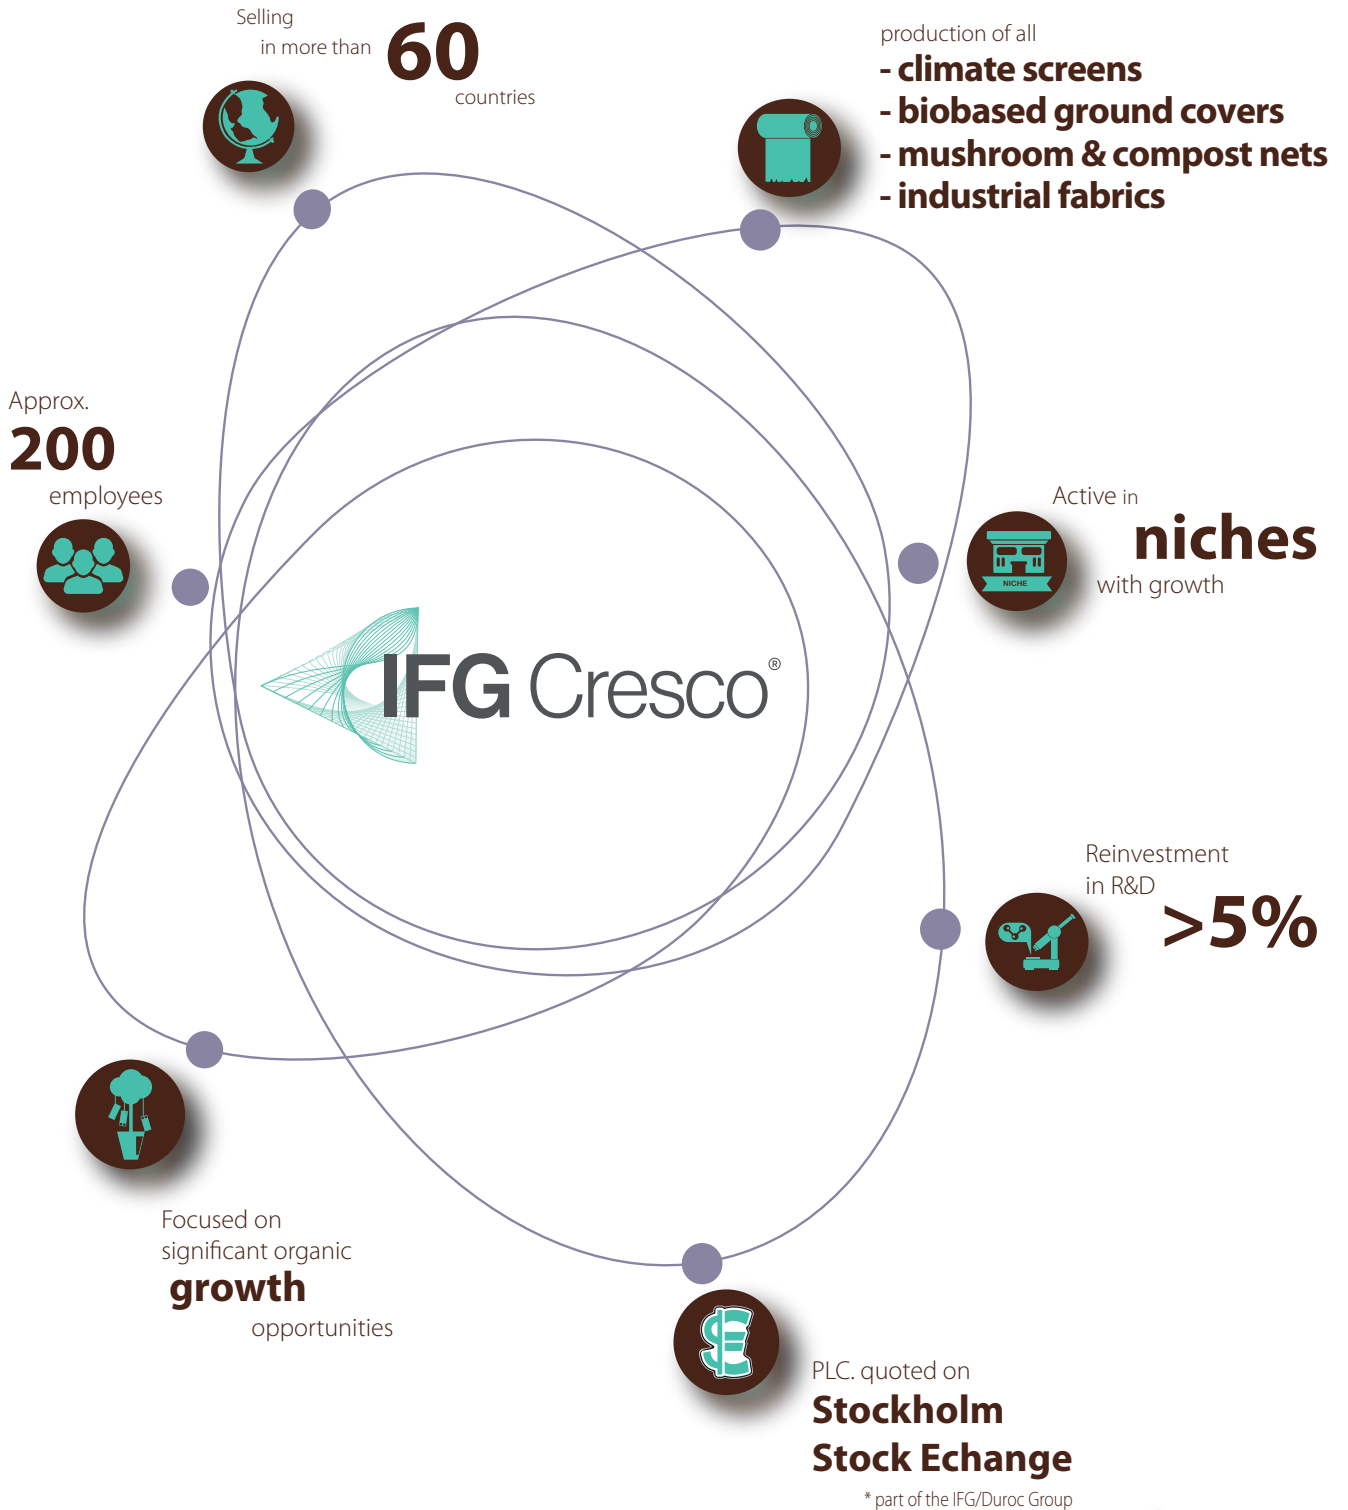 Selling
in more than 60
countries
production of all
- climate screens
- biobased ground covers
- mushroom & compost nets
- industrial fabrics
Approx.
200
employees
Active in
niches
with growth
NICHE
IFG Cresco®
Reinvestment
in R&D
>5%
Focused on
significant organic
growth
opportunities
PLC. quoted on
Stockholm
Stock Echange
* part of the IFG/Duroc Group